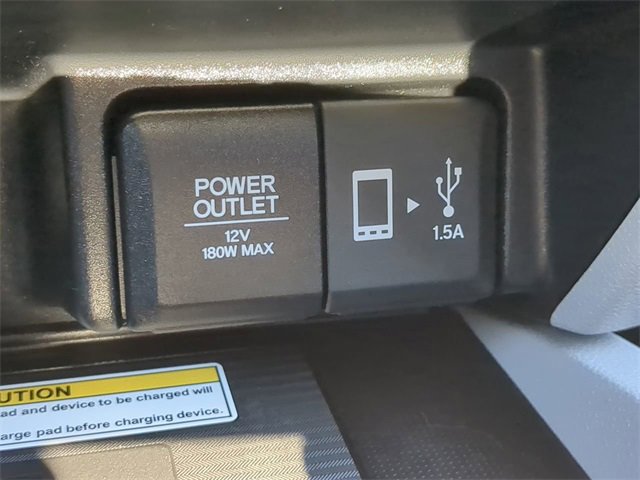 POWER
OUTLET
12V
180W MAX
1.5A
UTION
ad and device to be charged will
arge pad before charging device.